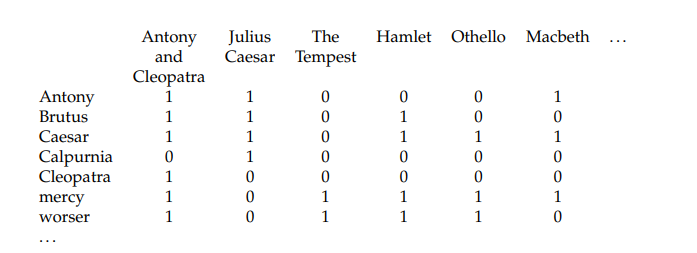 Antony Julius The Hamlet Othello Macbeth ...
and Caesar Tempest
Cleopatra
Antony 1 1 0 0 0 1
Brutus 1 1 0 1 0 0
Caesar 1 1 0 1 1 1
Calpurnia 0 1 0 0 0 0
Cleopatra 1 0 0 0 0 0
mercy 1 0 1 1 1 1
worser 1 0 1 1 1 0
...